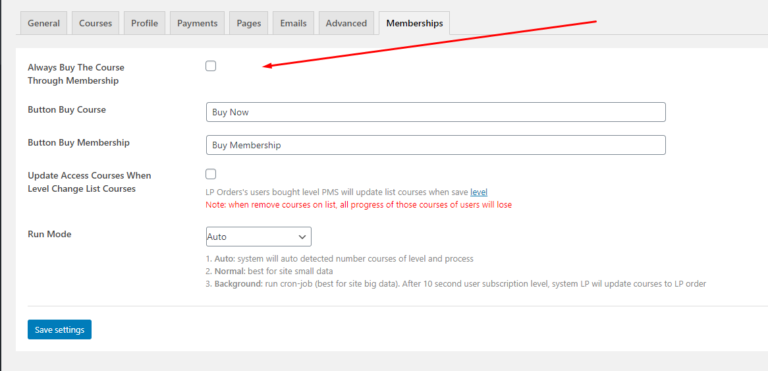 General Courses Profile Payments Pages Emails Advanced Memberships
Always Buy The Course
Through Membership
Button Buy Course
Buy Now
Button Buy Membership
Buy Membership
Update Access Courses When
Level Change List Courses
LP Orders's users bought level PMS will update list courses when save level
Note: when remove courses on list, all progress of those courses of users will lose
Run Mode
Auto
1. Auto: system will auto detected number courses of level and process
2. Normal: best for site small data
3. Background: run cron-job (best for site big data). After 10 second user subscription level, system LP wil update courses to LP order
Save settings